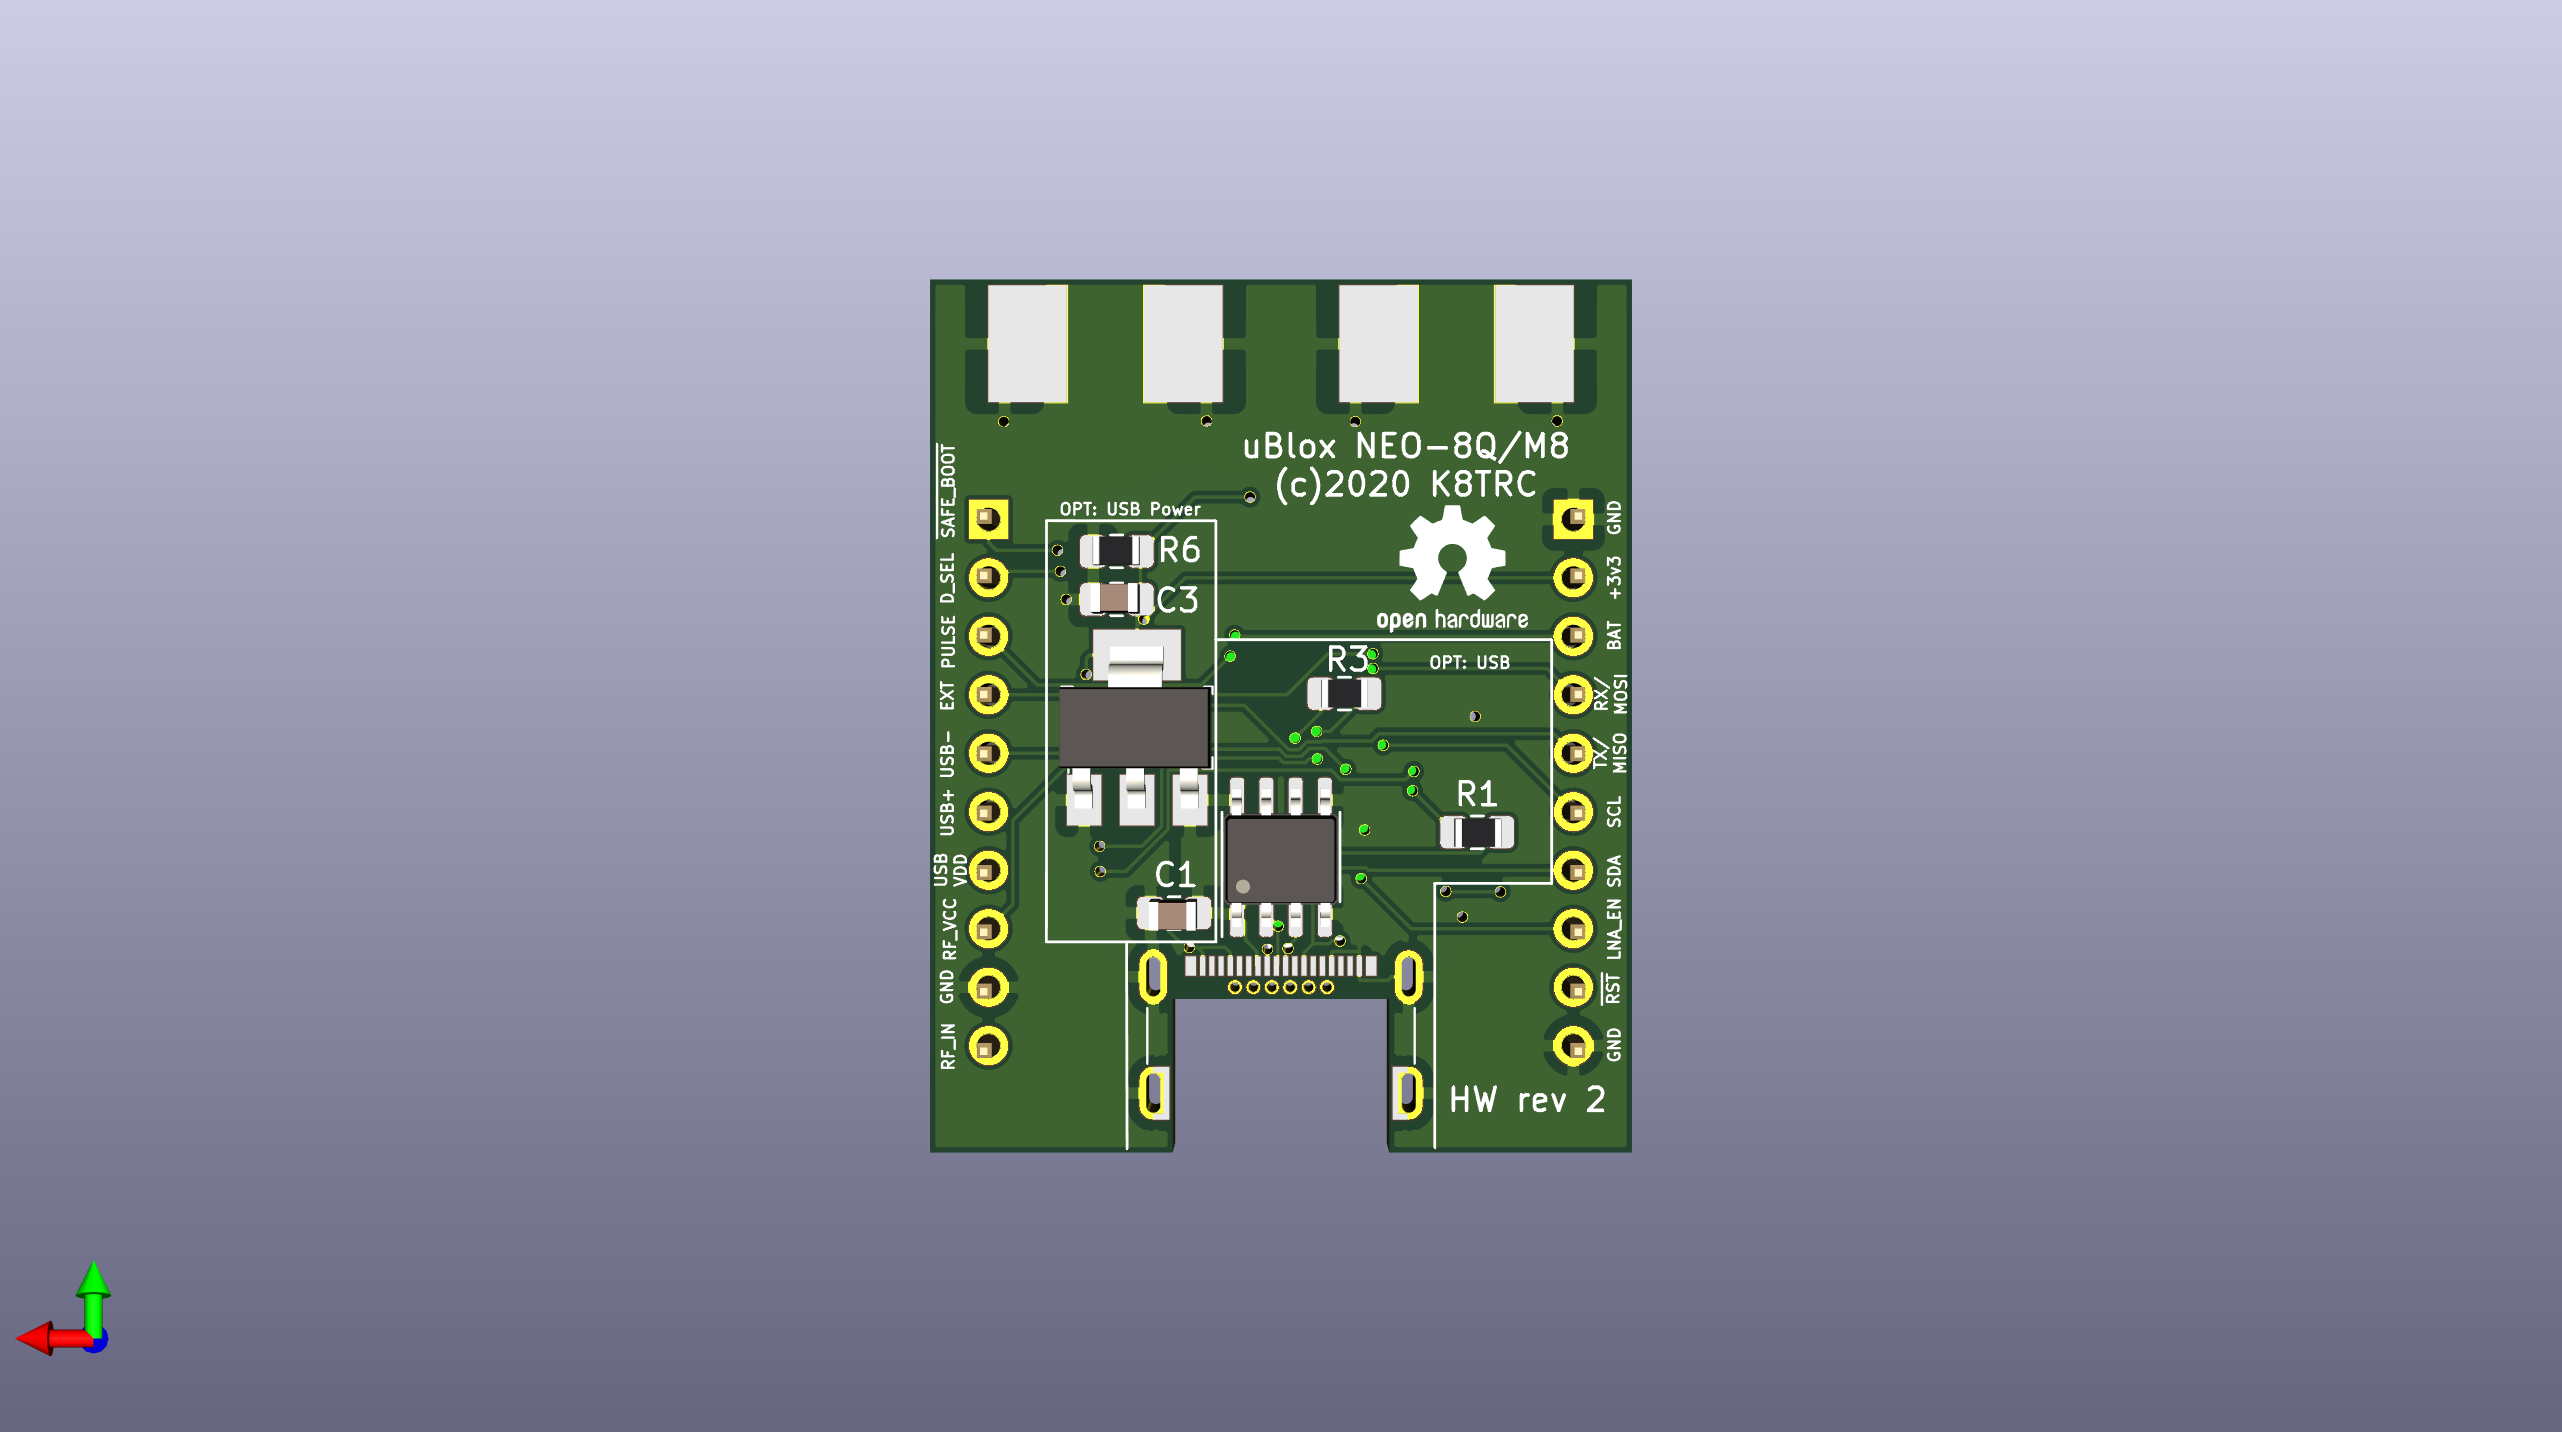 uBlox NEO-8Q/M8
(c)2020 K8TRC
OPT: USB Power
R6
C3
open hardware
R3
OPT: USB
R1
C1
HW rev 2
SAFE_BOOT
D_SEL
PULSE
EXT
USB-
USB+
USB
VDD
RF_VCC
GND
RF_IN
GND
+3v3
BAT
RX/
MOSI
TX/
MISO
SCL
SDA
LNA_EN
RST
GND